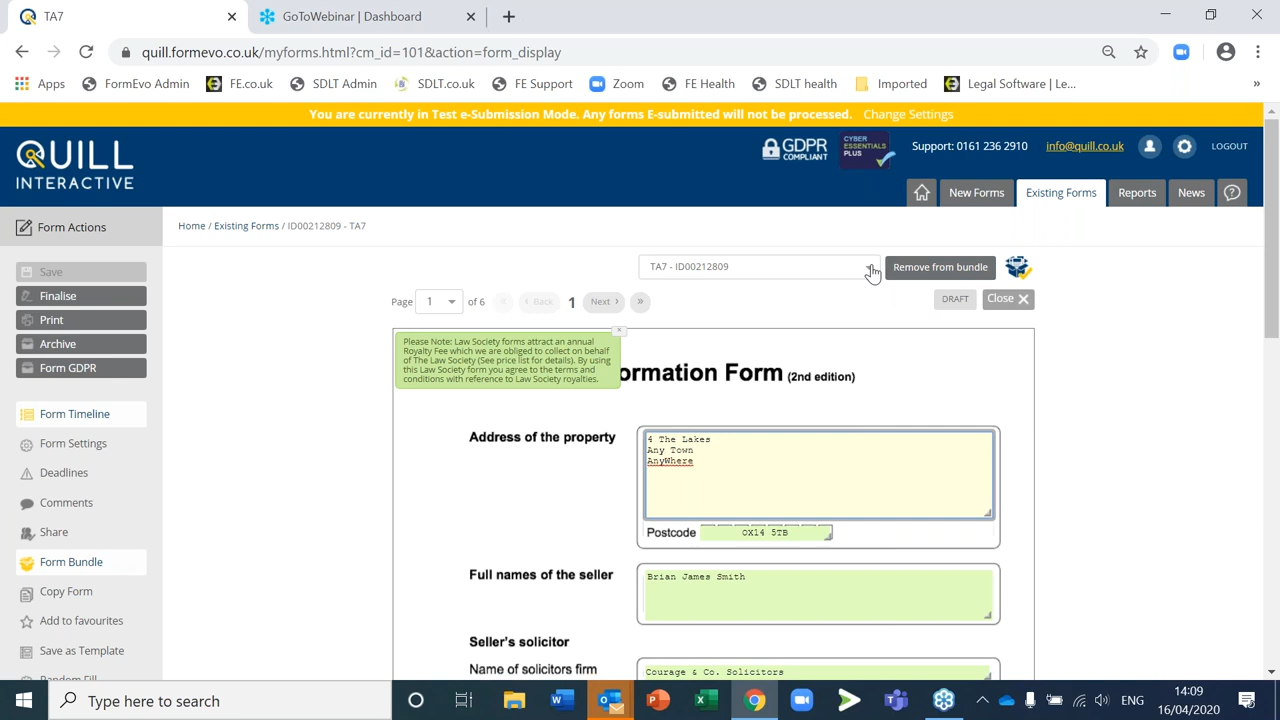 TA7
GoToWebinar | Dashboard
quill.formevo.co.uk/myforms.html?cm_id=101&action=form_display
Apps FormEvo Admin FE.co.uk SDLT Admin SDLT.co.uk FE Support Zoom FE Health SDLT health Imported Legal Software | Le... »
You are currently in Test e-Submission Mode. Any forms E-submitted will not be processed. Change Settings
QUILL
INTERACTIVE
GDPR
COMPLIANT
CYBER
ESSENTIALS
PLUS
Support: 0161 236 2910 info@quill.co.uk LOGOUT
New Forms Existing Forms Reports News
Form Actions
Home / Existing Forms / ID00212809 - TA7
Save
Finalise
Print
Archive
Form GDPR
Form Timeline
Form Settings
Deadlines
Comments
Share
Form Bundle
Copy Form
Add to favourites
Save as Template
Random Fill
TA7 - ID00212809 Remove from bundle
Page 1 of 6 « ‹ Back 1 Next › » DRAFT Close ✕
Please Note: Law Society forms attract an annual
Royalty Fee which we are obliged to collect on behalf
of The Law Society (See price list for details). By using
this Law Society form you agree to the terms and
conditions with reference to Law Society royalties.
ormation Form (2nd edition)
Address of the property
4 The Lakes
Any Town
AnyWhere
Postcode OX14 5TB
Full names of the seller
Brian James Smith
Seller's solicitor
Name of solicitors firm
Courage & Co. Solicitors
Type here to search
ENG
14:09
16/04/2020